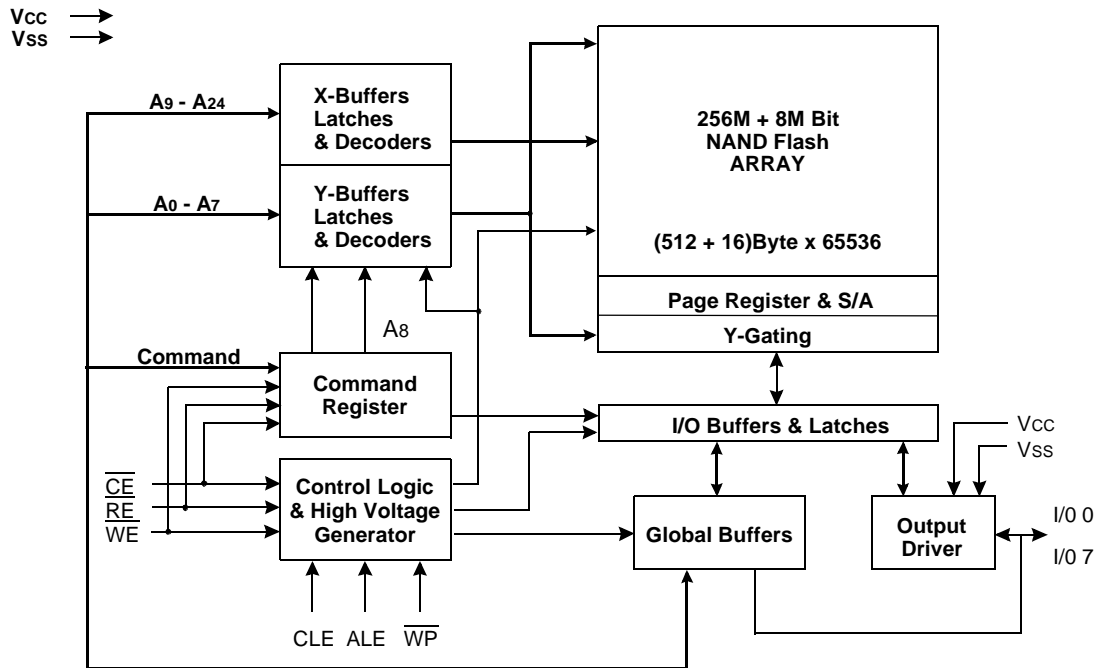 VCC
VSS
A9 - A24
X-Buffers
Latches
& Decoders
256M + 8M Bit
NAND Flash
ARRAY
A0 - A7
Y-Buffers
Latches
& Decoders
(512 + 16)Byte x 65536
Page Register & S/A
Y-Gating
A8
Command
Command
Register
I/O Buffers & Latches
VCC
VSS
CE
RE
WE
Control Logic
& High Voltage
Generator
Global Buffers
Output
Driver
I/0 0
I/0 7
CLE
ALE
WP